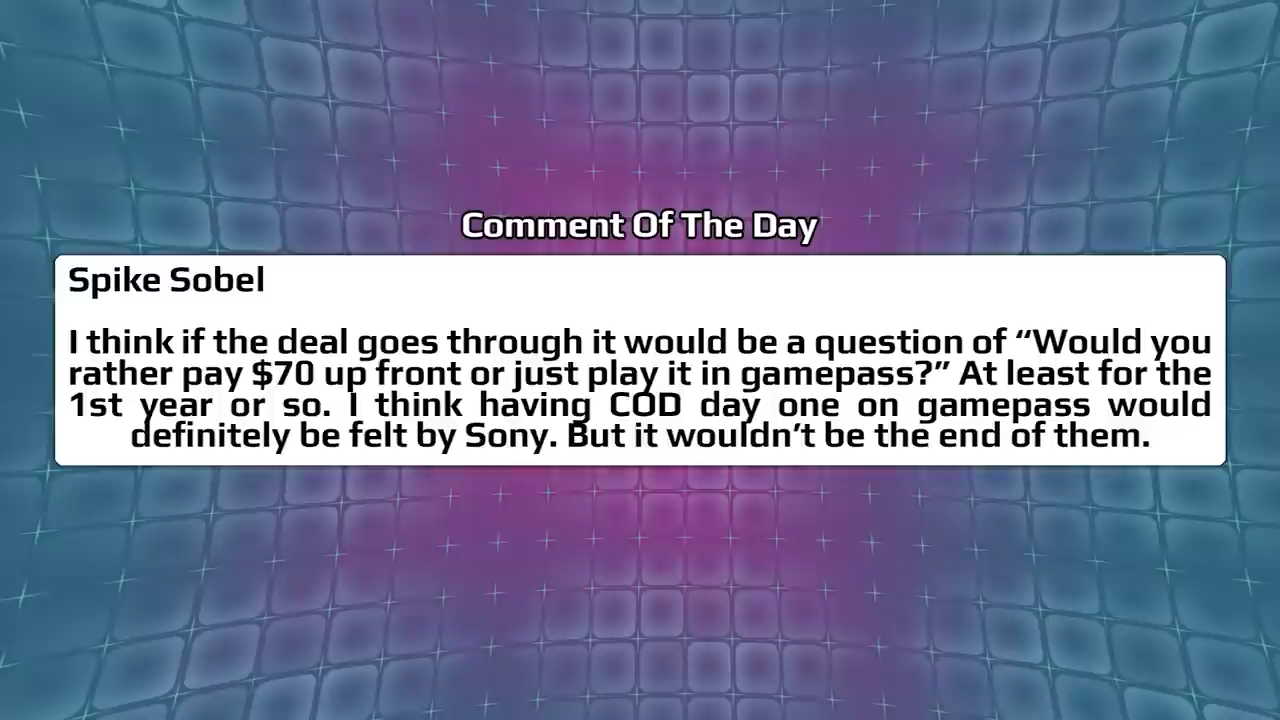 Comment Of The Day
Spike Sobel
I think if the deal goes through it would be a question of “Would you
rather pay $70 up front or just play it in gamepass?” At least for the
1st year or so. I think having COD day one on gamepass would
definitely be felt by Sony. But it wouldn’t be the end of them.